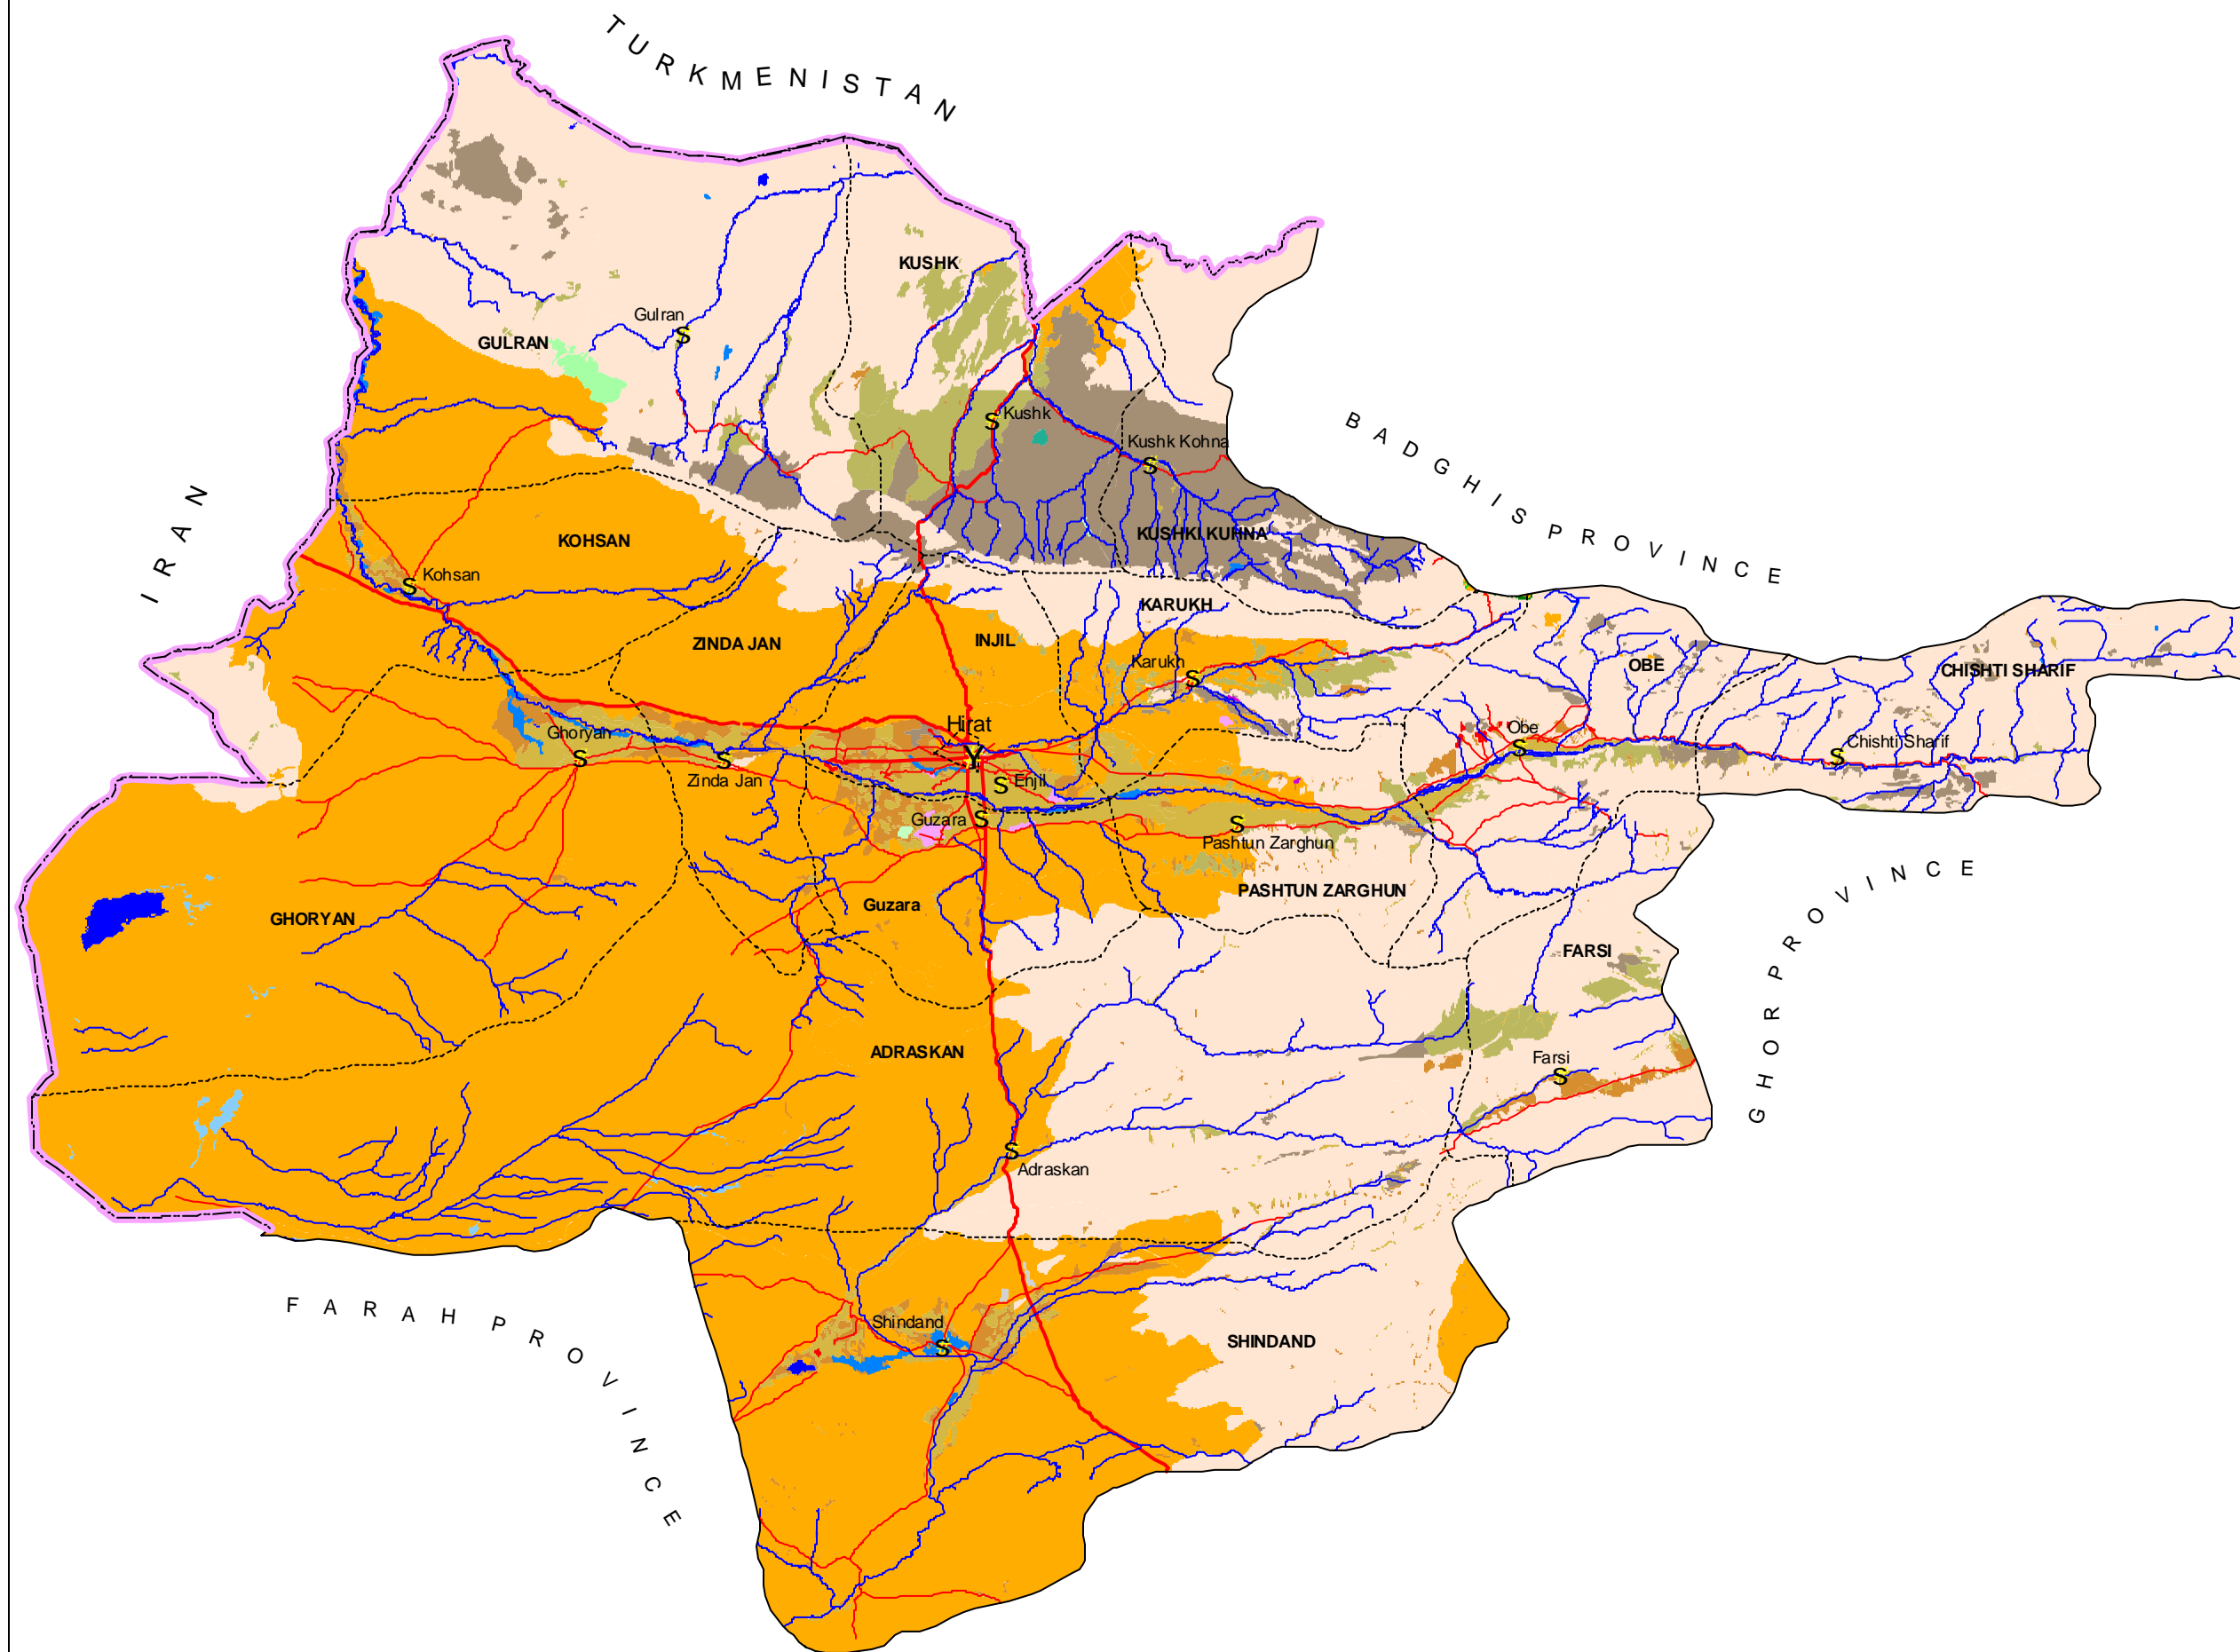 TURKMENISTAN
KUSHK
Gulran
S
GULRAN
IRAN
Kushk
S
BADGHIS PROVINCE
Kushk Kohna
S
KUSHKI KUHNA
KOHSAN
Kohsan
S
KARUKH
ZINDA JAN
INJIL
Karukh
S
OBE
CHISHTI SHARIF
Hirat
Y
Obe
S
Chishti Sharif
S
Ghoryan
S
S
Zinda Jan
Enjil
S
Guzara
S
S
Pashtun Zarghun
PASHTUN ZARGHUN
Guzara
GHORYAN
GHOR PROVINCE
FARSI
ADRASKAN
Farsi
S
S
Adraskan
FARAH PROVINCE
Shindand
S
SHINDAND